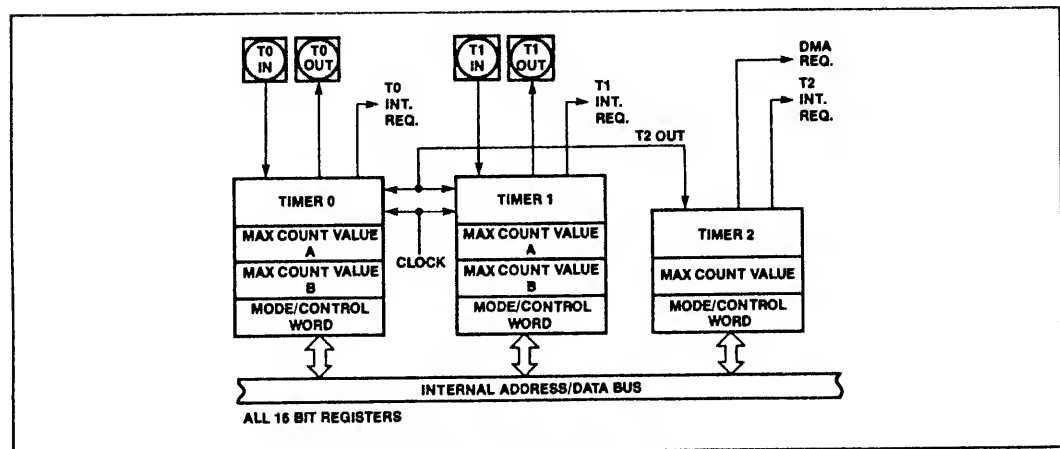 T0
IN
T0
OUT
T1
IN
T1
OUT
DMA
REQ.
T0
INT.
REQ.
T1
INT.
REQ.
T2
INT.
REQ.
T2 OUT
TIMER 0
MAX COUNT VALUE
A
MAX COUNT VALUE
B
MODE/CONTROL
WORD
CLOCK
TIMER 1
MAX COUNT VALUE
A
MAX COUNT VALUE
B
MODE/CONTROL
WORD
TIMER 2
MAX COUNT VALUE
MODE/CONTROL
WORD
INTERNAL ADDRESS/DATA BUS
ALL 16 BIT REGISTERS